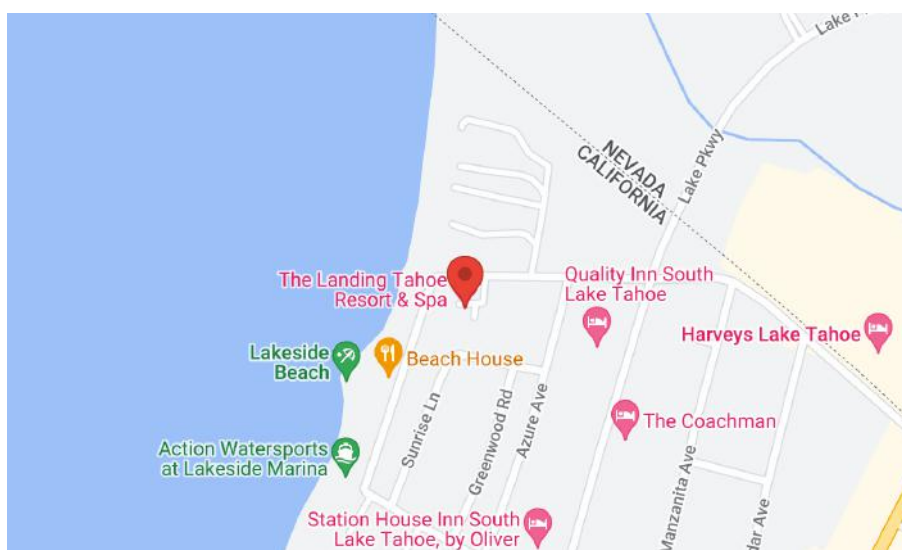 Lake P
NEVADA
CALIFORNIA
Lake Pkwy
The Landing Tahoe
Resort & Spa
Quality Inn South
Lake Tahoe
Harveys Lake Tahoe
Lakeside
Beach
Beach House
Sunrise Ln
Greenwood Rd
Azure Ave
The Coachman
Action Watersports
at Lakeside Marina
Manzanita Ave
dar Ave
Station House Inn South
Lake Tahoe, by Oliver